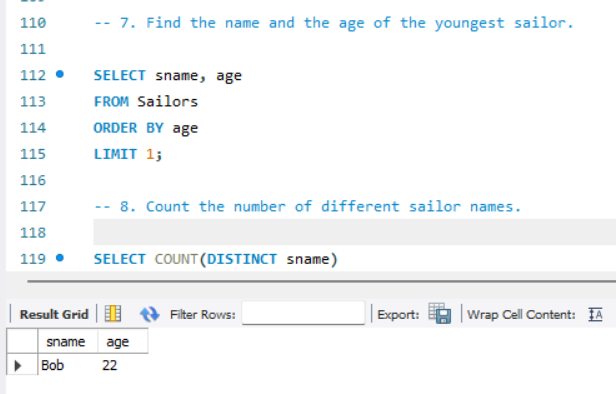 110 -- 7. Find the name and the age of the youngest sailor.
111
112 SELECT sname, age
113 FROM Sailors
114 ORDER BY age
115 LIMIT 1;
116
117 -- 8. Count the number of different sailor names.
118
119 SELECT COUNT(DISTINCT sname)
Result Grid Filter Rows: Export: Wrap Cell Content: IA
sname age
Bob 22